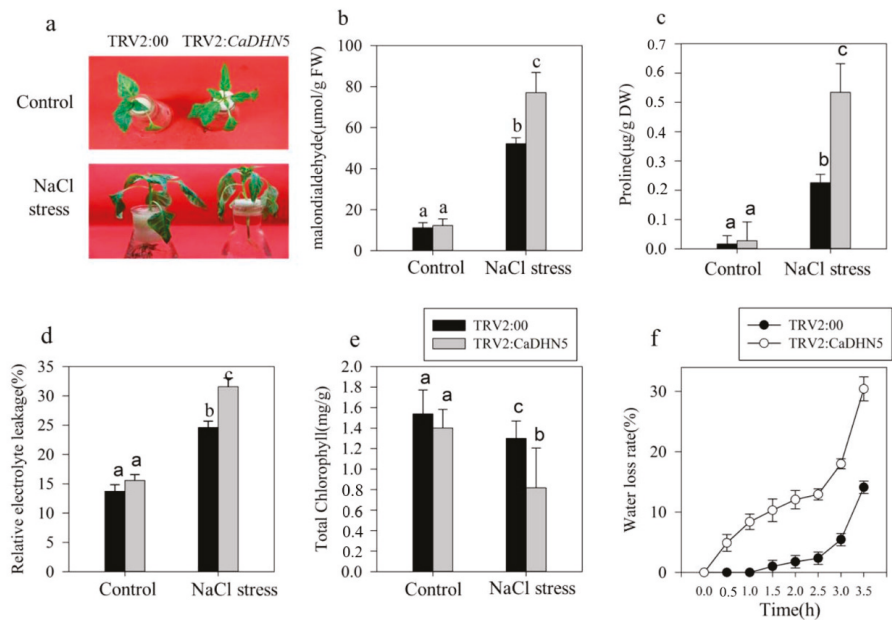 a
TRV2:00 TRV2:CaDHN5
Control
NaCl
stress
b
malondialdehyde(µmol/g FW)
100
80
60
40
20
0
a a
b
c
Control NaCl stress
c
Proline(µg/g DW)
0.7
0.6
0.5
0.4
0.3
0.2
0.1
0.0
a a
b
c
Control NaCl stress
d
Relative electrolyte leakage(%)
35
30
25
20
15
10
5
0
a a
b
c
Control NaCl stress
TRV2:00
TRV2:CaDHN5
e
Total Chlorophyll(mg/g)
2.0
1.8
1.6
1.4
1.2
1.0
0.8
0.6
0.4
0.2
0.0
a a
c
b
Control NaCl stress
f
TRV2:00
TRV2:CaDHN5
Water loss rate(%)
30
20
10
0
0.0 0.5 1.0 1.5 2.0 2.5 3.0 3.5
Time(h)